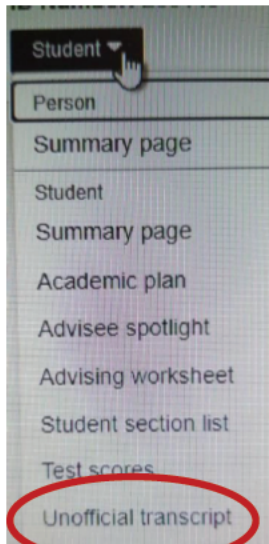 Student
Person
Summary page
Student
Summary page
Academic plan
Advisee spotlight
Advising worksheet
Student section list
Test scores
Unofficial transcript